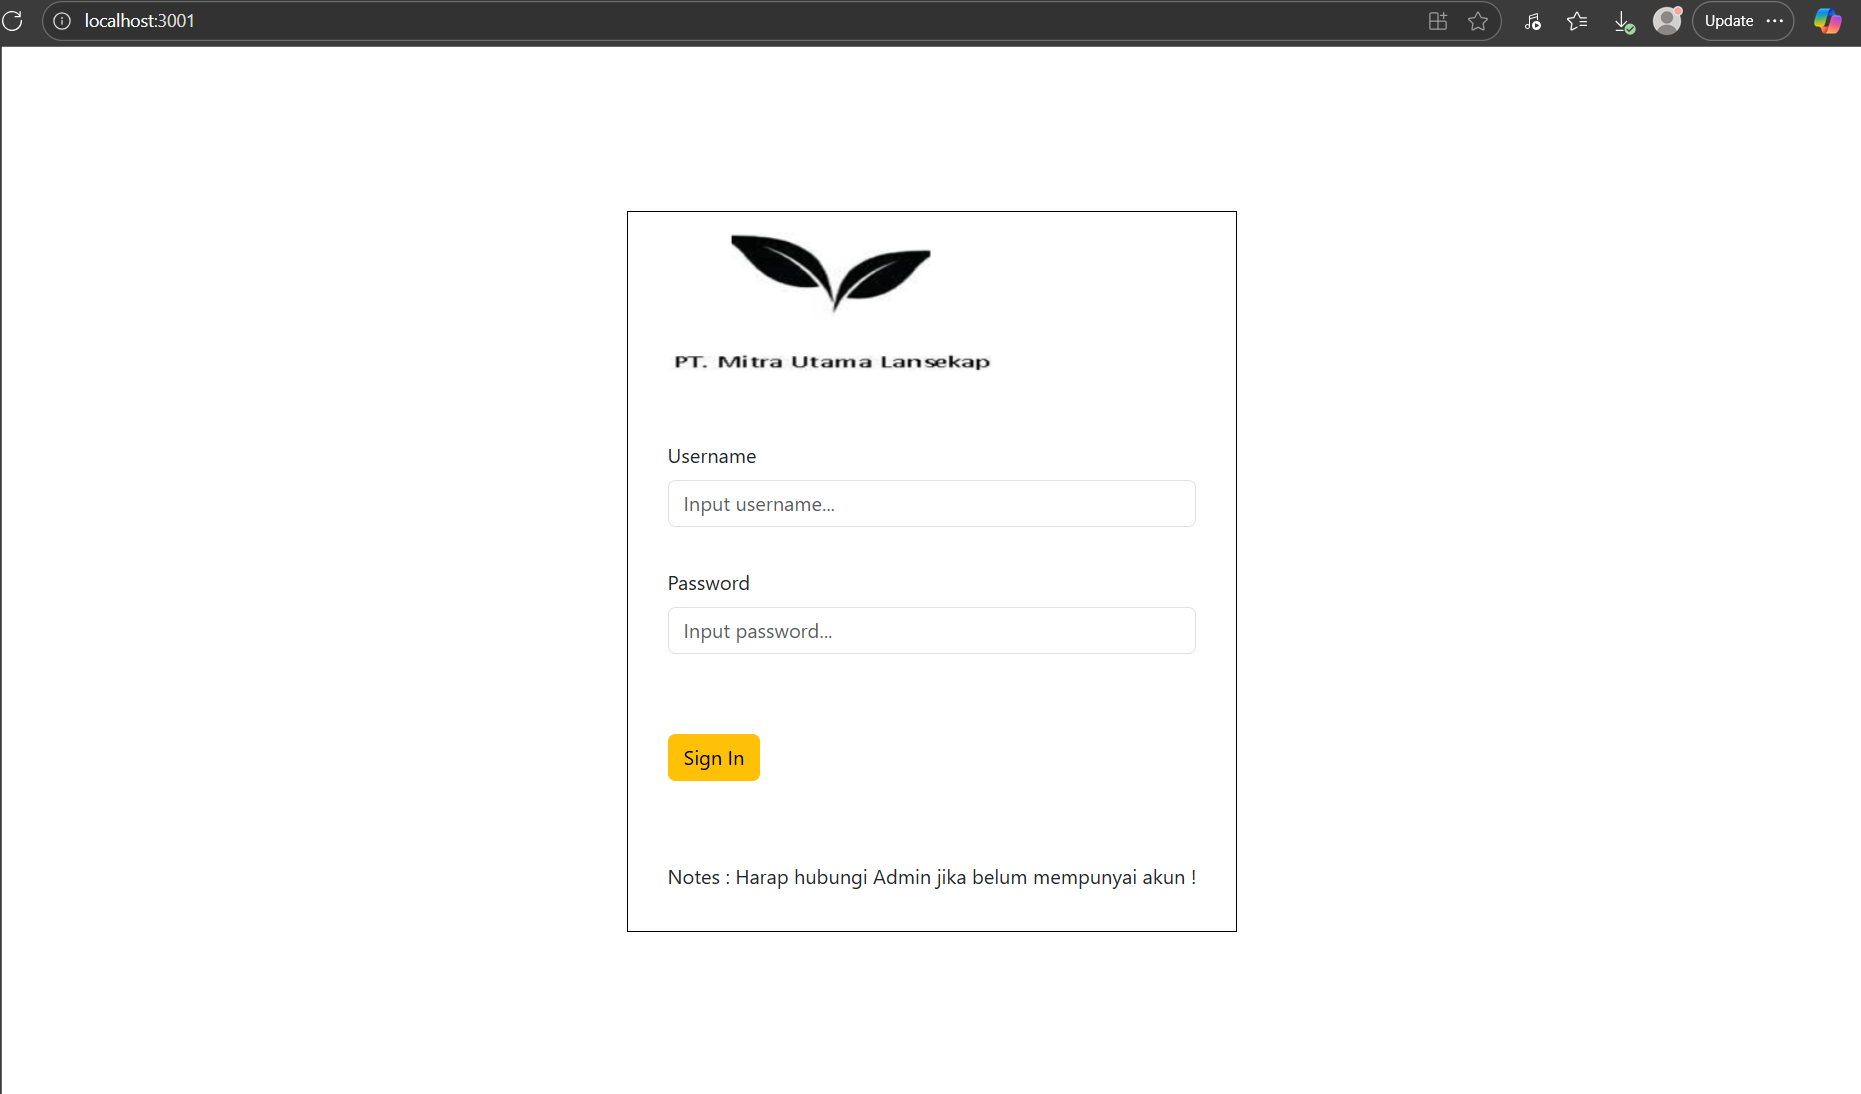 localhost:3001
Update
PT. Mitra Utama Lansekap
Username
Input username...
Password
Input password...
Sign In
Notes : Harap hubungi Admin jika belum mempunyai akun !